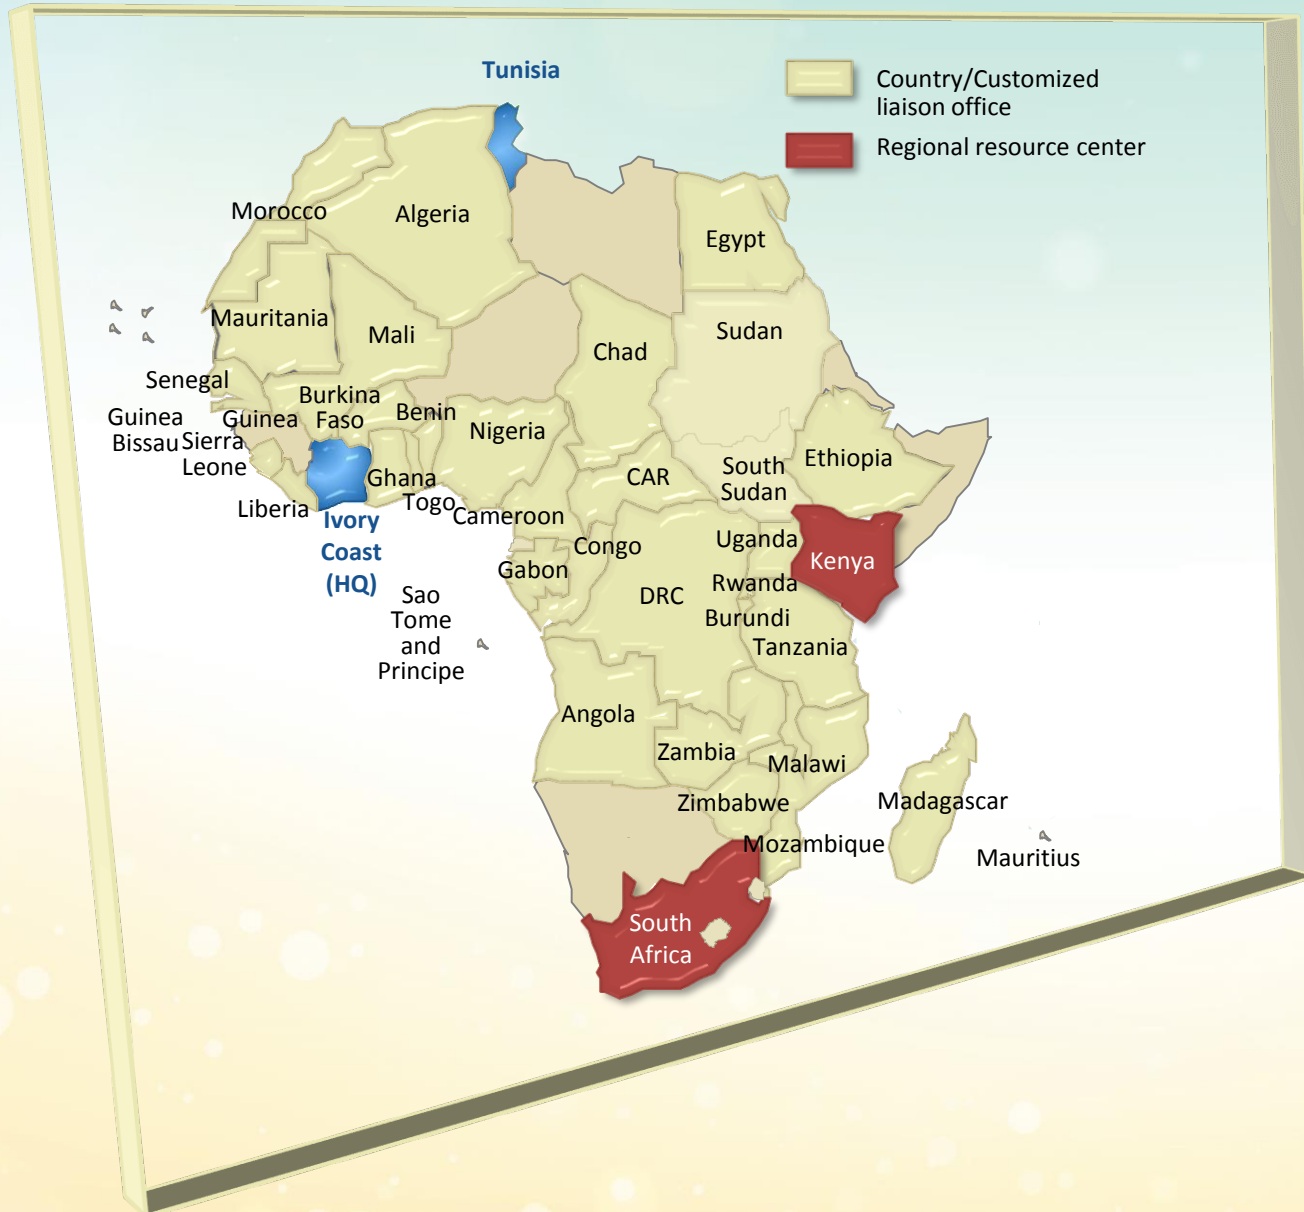 Tunisia
Country/Customized
liaison office
Regional resource center
Morocco
Algeria
Egypt
Mauritania
Mali
Chad
Sudan
Senegal
Burkina
Faso
Benin
Guinea
Bissau
Guinea
Sierra
Leone
Nigeria
Ghana
Togo
Liberia
Ivory
Coast
(HQ)
Cameroon
CAR
South
Sudan
Ethiopia
Congo
Gabon
Uganda
Kenya
Rwanda
DRC
Burundi
Tanzania
Sao
Tome
and
Principe
Angola
Zambia
Malawi
Zimbabwe
Madagascar
Mozambique
Mauritius
South
Africa